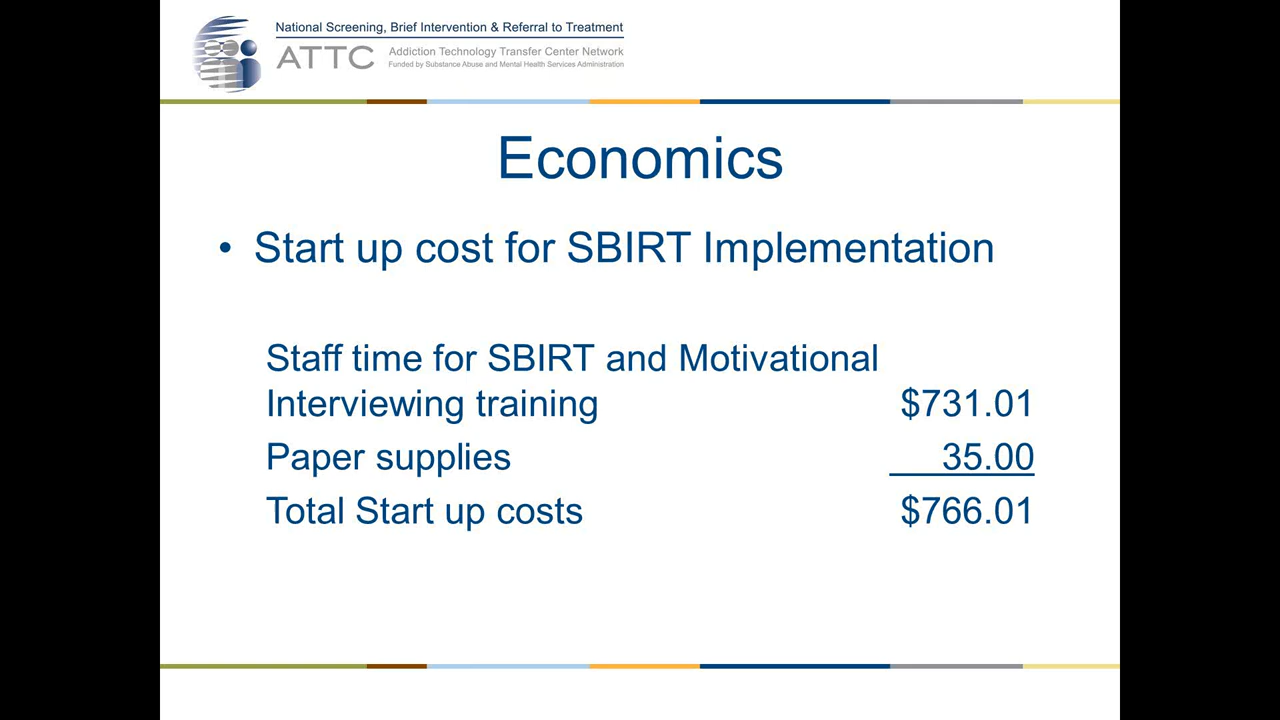 National Screening, Brief Intervention & Referral to Treatment
ATTC
Addiction Technology Transfer Center Network
Funded by Substance Abuse and Mental Health Services Administration
Economics
• Start up cost for SBIRT Implementation
Staff time for SBIRT and Motivational
Interviewing training $731.01
Paper supplies 35.00
Total Start up costs $766.01